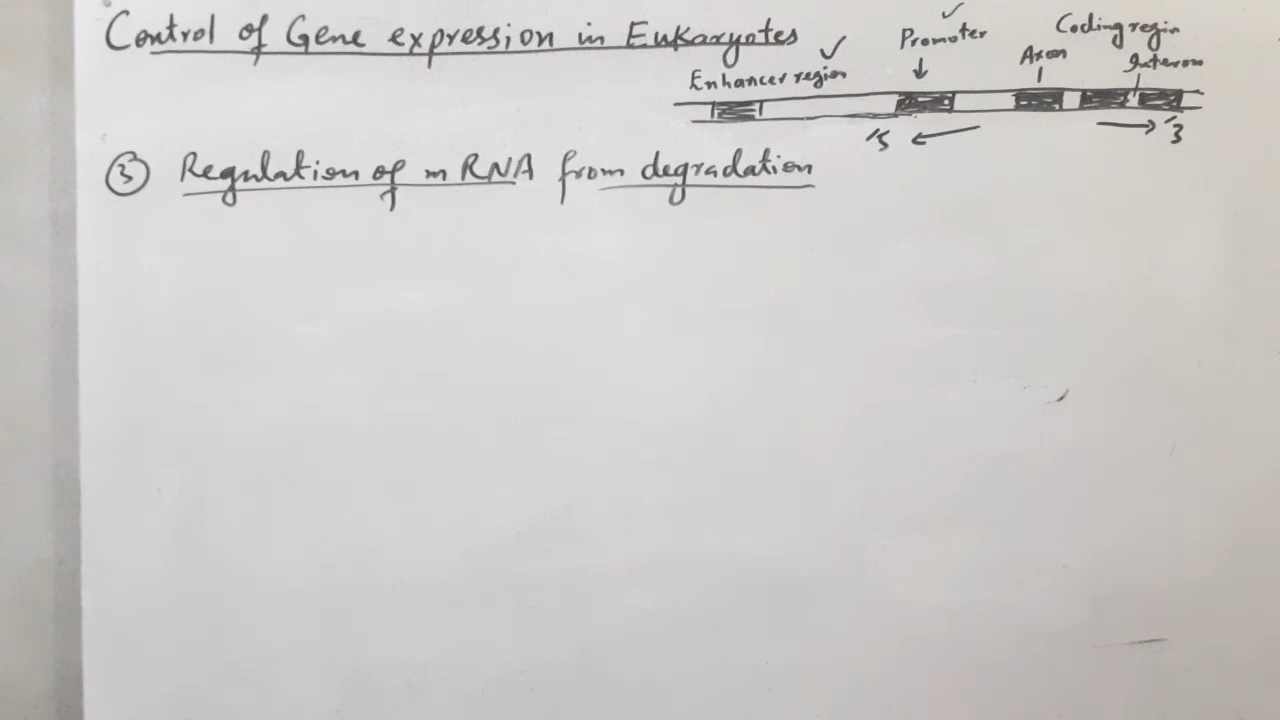 Control of Gene expression in Eukaryotes
Enhancer region
Promoter
Coding regin
Axon
Interon
'5
'3
③ Regulation of mRNA from degradation